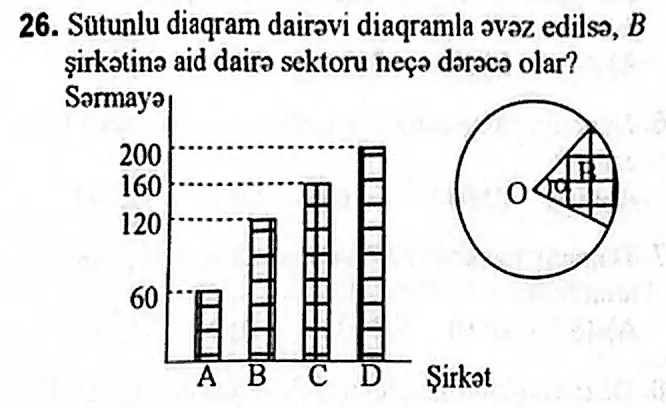 26. Sütunlu diaqram dairəvi diaqramla əvəz edilsə, B
şirkətinə aid dairə sektoru neçə dərəcə olar?
Sərmayə
200
160
120
60
A B C D Şirkət
O α B